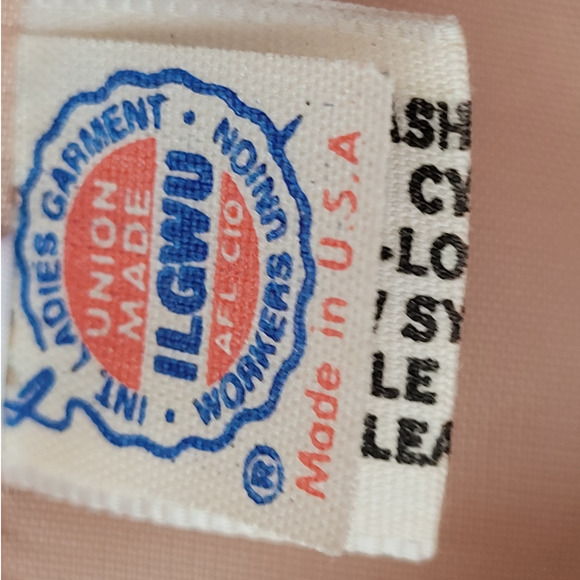 INT. LADIES GARMENT · WORKERS UNION ·
UNION
MADE
ILGWU
AFL CIO
®
Made in U.S.A
SH
CY
LO
SY
LE
LEA